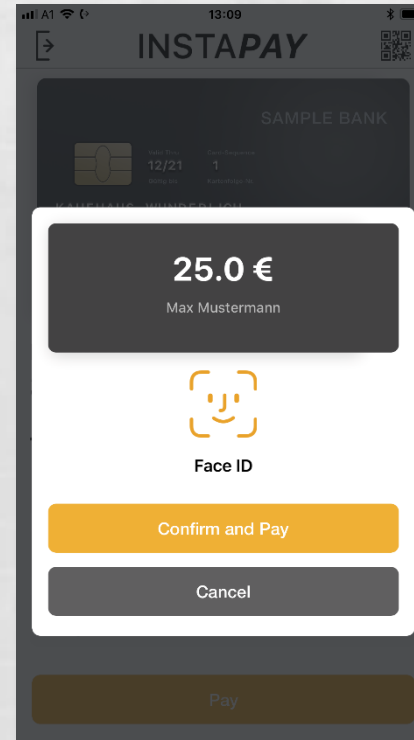 A1 13:09
INSTAPAY
SAMPLE BANK
12/21 1
25.0 €
Max Mustermann
Face ID
Confirm and Pay
Cancel
Pay